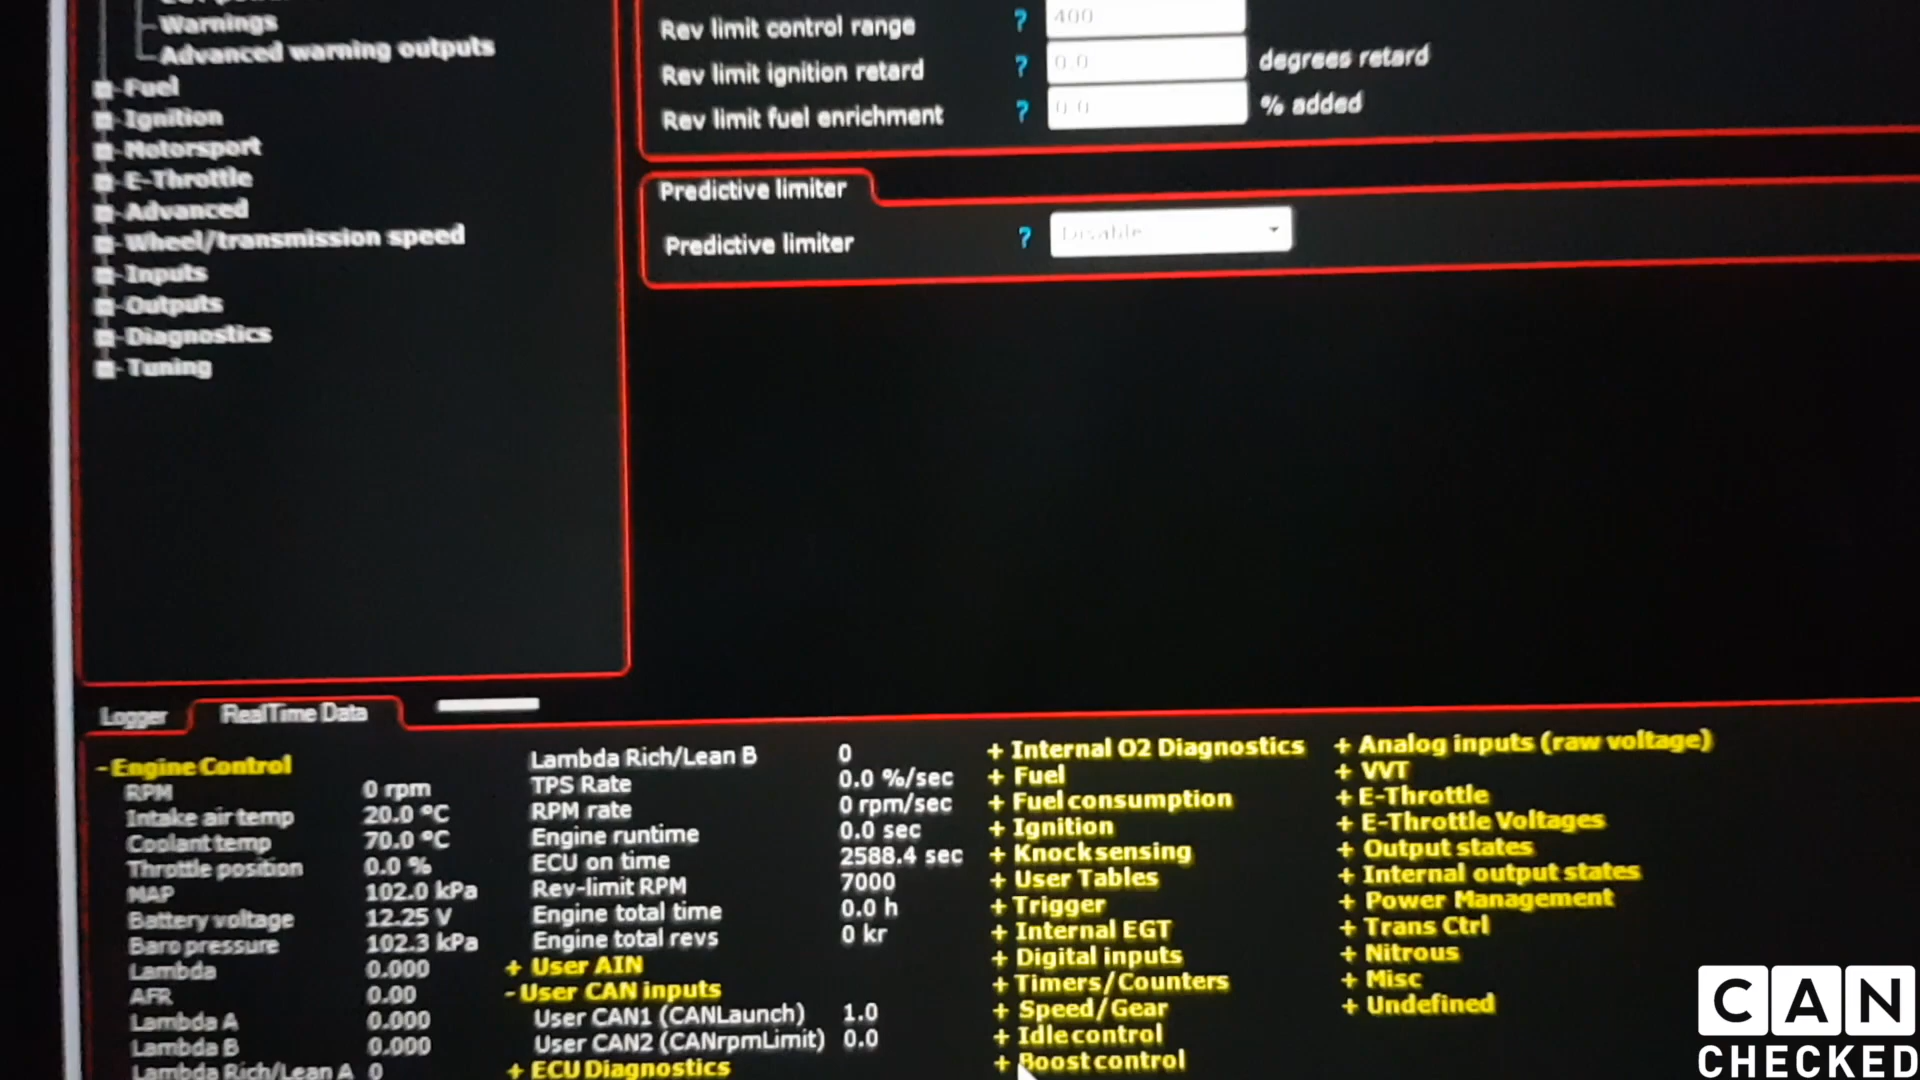 Warnings
Advanced warning outputs
Fuel
Ignition
Motorsport
E-Throttle
Advanced
Wheel/transmission speed
Inputs
Outputs
Diagnostics
Tuning
Rev limit control range ? 400
Rev limit ignition retard ? 0.0 degrees retard
Rev limit fuel enrichment ? 0.0 % added
Predictive limiter
Predictive limiter ? Disable
Logger
RealTime Data
-Engine Control
RPM 0 rpm
Intake air temp 20.0 °C
Coolant temp 70.0 °C
Throttle position 0.0 %
MAP 102.0 kPa
Battery voltage 12.25 V
Baro pressure 102.3 kPa
Lambda 0.000
AFR 0.00
Lambda A 0.000
Lambda B 0.000
Lambda Rich/Lean A 0
Lambda Rich/Lean B 0
TPS Rate 0.0 %/sec
RPM rate 0 rpm/sec
Engine runtime 0.0 sec
ECU on time 2588.4 sec
Rev-limit RPM 7000
Engine total time 0.0 h
Engine total revs 0 kr
+ User AIN
-User CAN inputs
User CAN1 (CANLaunch) 1.0
User CAN2 (CANrpmLimit) 0.0
+ ECU Diagnostics
+ Internal O2 Diagnostics
+ Fuel
+ Fuel consumption
+ Ignition
+ Knock sensing
+ User Tables
+ Trigger
+ Internal EGT
+ Digital inputs
+ Timers/Counters
+ Speed/Gear
+ Idle control
+ Boost control
+ Analog inputs (raw voltage)
+ VVT
+ E-Throttle
+ E-Throttle Voltages
+ Output states
+ Internal output states
+ Power Management
+ Trans Ctrl
+ Nitrous
+ Misc
+ Undefined
CAN
CHECKED